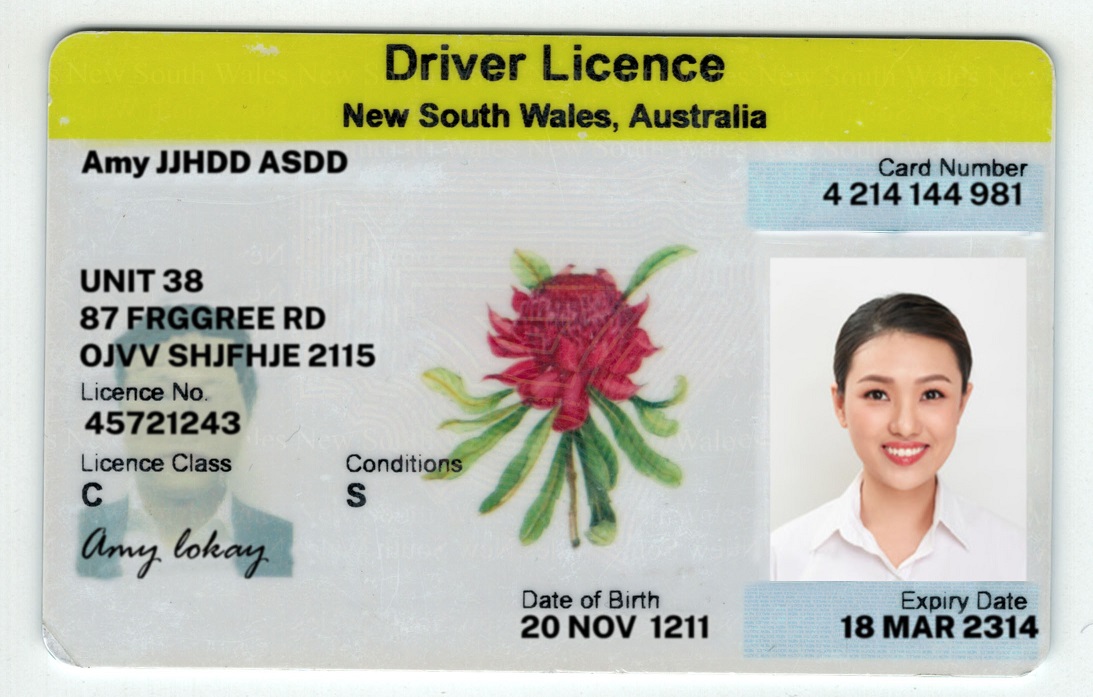 Driver Licence
New South Wales, Australia
Amy JJHDD ASDD
Card Number
4 214 144 981
UNIT 38
87 FRGGREE RD
OJVV SHJFHJE 2115
Licence No.
45721243
Licence Class
Conditions
C
S
Amy lokay
Date of Birth
Expiry Date
20 NOV 1211
18 MAR 2314